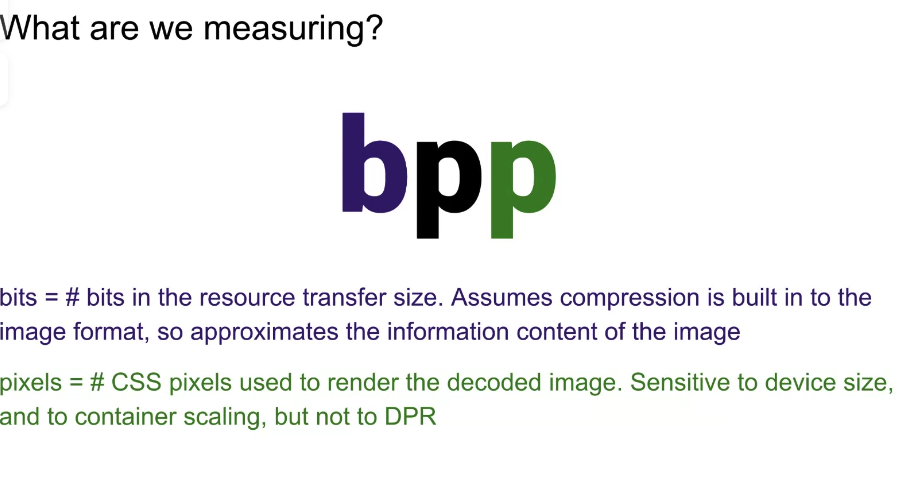 What are we measuring?
bpp
bits = # bits in the resource transfer size. Assumes compression is built in to the
image format, so approximates the information content of the image
pixels = # CSS pixels used to render the decoded image. Sensitive to device size,
and to container scaling, but not to DPR